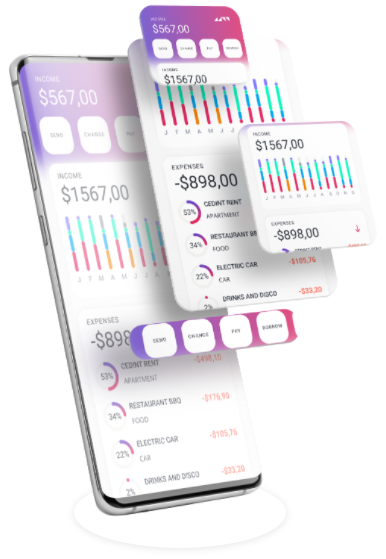 INCOME
$567,00
SEND
CHARGE
PAY
BORROW
INCOME
$1567,00
J F M A M J J
EXPENSES
-$898,00
53%
CEDINT RENT
APARTMENT
34%
RESTAURANT BBQ
FOOD
22%
ELECTRIC CAR
CAR
-$105,76
2%
DRINKS AND DISCO
-$33,20
INCOME
$1567,00
J F M A M J J A S O N D
EXPENSES
-$898,00
SEND
CHANGE
PAY
BORROW
INCOME
$567,00
SEND
CHARGE
PAY
INCOME
$1567,00
J F M A M J J
EXPENSES
-$898
53%
CEDINT RENT
APARTMENT
34%
RESTAURANT BBQ
FOOD
-$176,90
22%
ELECTRIC CAR
CAR
-$105,76
2%
DRINKS AND DISCO
-$33,20